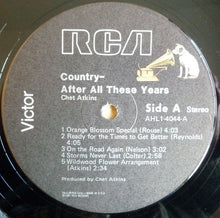 RCA
Victor
Country-
After All These Years
Chet Atkins
Side A
Stereo
AHL1-4044-A
1 Orange Blossom Special (Rouse) 4:03
2 Ready for the Times to Get Better (Reynolds)
4:05
3 On the Road Again (Nelson) 3:02
4 Storms Never Last (Colter) 2:59
5 Wildwood Flower Arrangement
(Atkins) 2:34
Produced by Chet Atkins